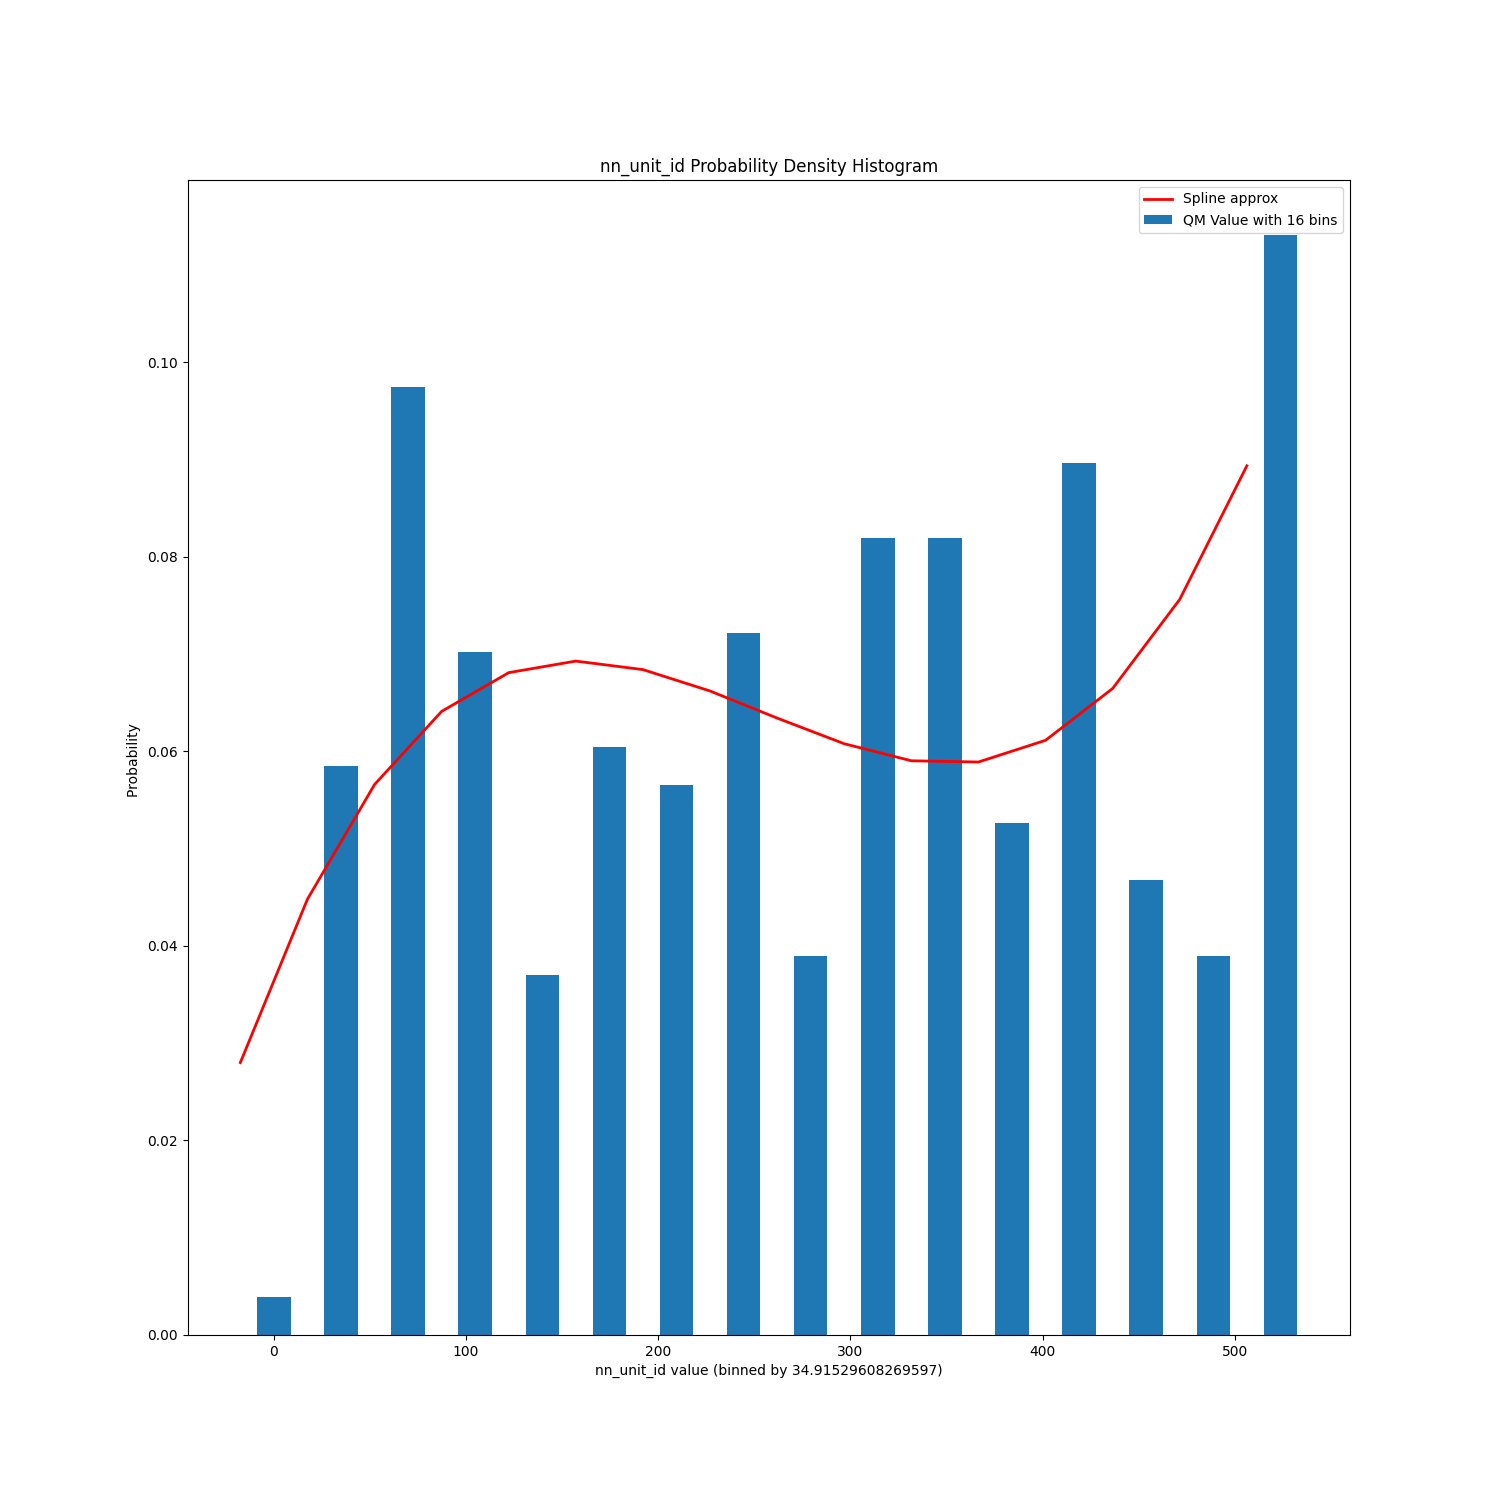 nn_unit_id Probability Density Histogram
Spline approx
QM Value with 16 bins
0.10
0.08
0.06
0.04
0.02
0.00
Probability
0 100 200 300 400 500
nn_unit_id value (binned by 34.91529608269597)